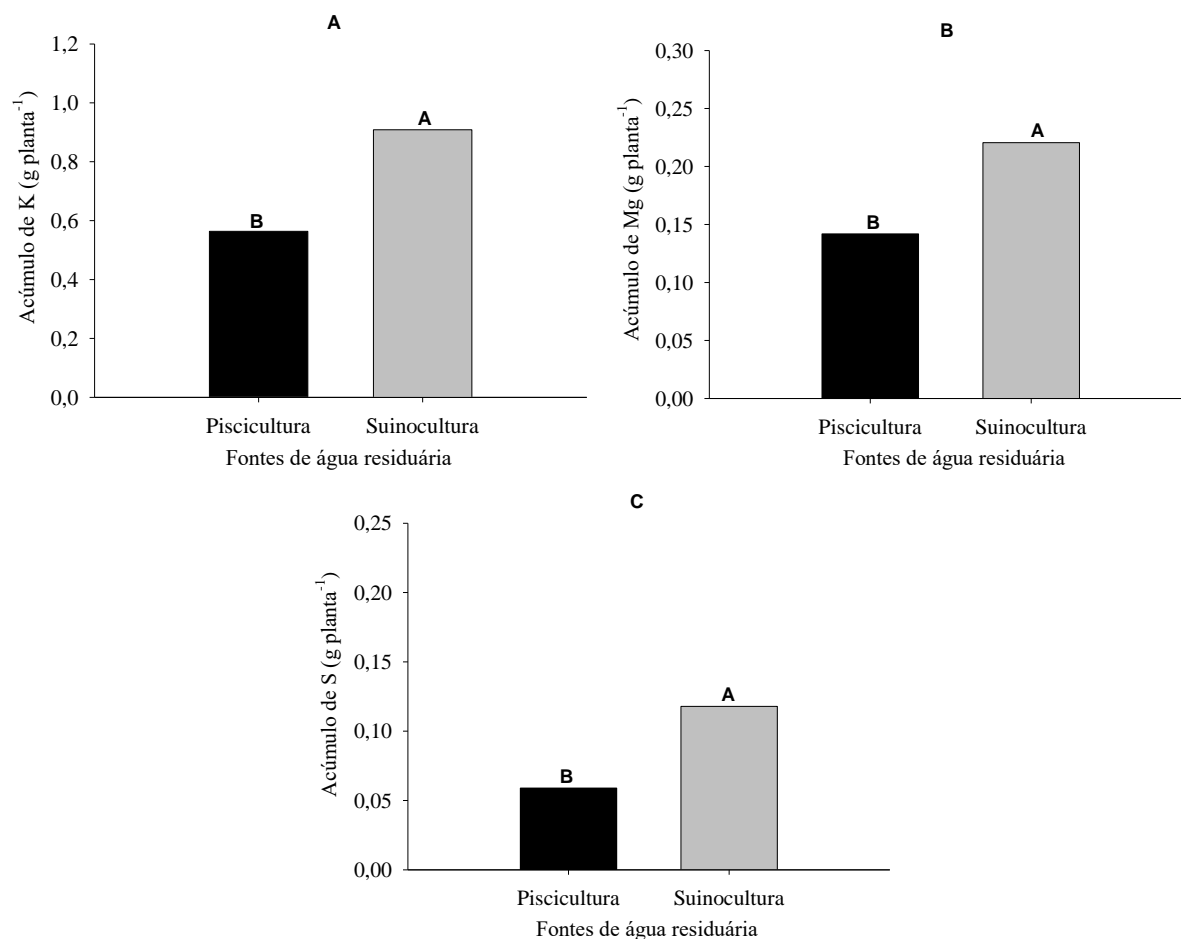 A
Acúmulo de K (g planta-1)
1,2
1,0
0,8
0,6
0,4
0,2
0,0
B
A
Piscicultura Suinocultura
Fontes de água residuária
B
Acúmulo de Mg (g planta-1)
0,30
0,25
0,20
0,15
0,10
0,05
0,00
B
A
Piscicultura Suinocultura
Fontes de água residuária
C
Acúmulo de S (g planta-1)
0,25
0,20
0,15
0,10
0,05
0,00
B
A
Piscicultura Suinocultura
Fontes de água residuária